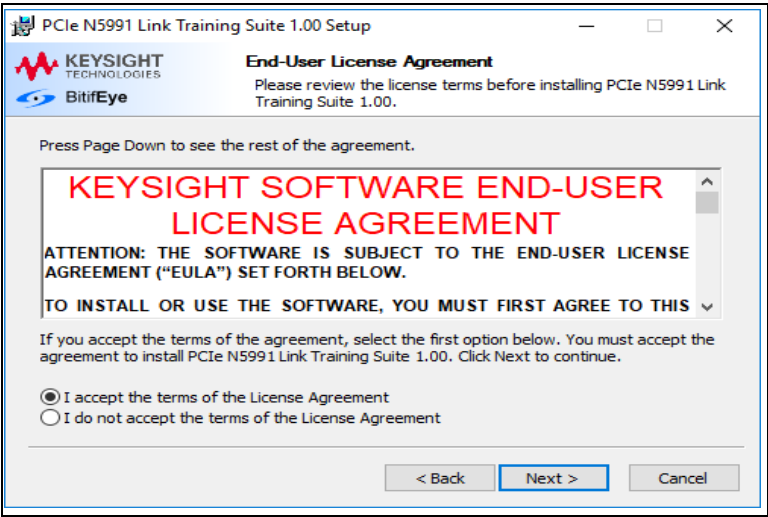 PCIe N5991 Link Training Suite 1.00 Setup
KEYSIGHT
TECHNOLOGIES
BitifEye
End-User License Agreement
Please review the license terms before installing PCIe N5991 Link
Training Suite 1.00.
Press Page Down to see the rest of the agreement.
KEYSIGHT SOFTWARE END-USER
LICENSE AGREEMENT
ATTENTION: THE SOFTWARE IS SUBJECT TO THE END-USER LICENSE
AGREEMENT (“EULA”) SET FORTH BELOW.
TO INSTALL OR USE THE SOFTWARE, YOU MUST FIRST AGREE TO THIS
If you accept the terms of the agreement, select the first option below. You must accept the
agreement to install PCIe N5991 Link Training Suite 1.00. Click Next to continue.
I accept the terms of the License Agreement
I do not accept the terms of the License Agreement
< Back
Next >
Cancel